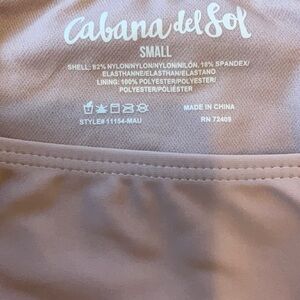 Cabana del Sol
SMALL
SHELL: 82% NYLON/NYLON/NYLON/NILÓN, 18% SPANDEX/
ELASTHANNE/ELASTHAN/ELASTANO
LINING: 100% POLYESTER/POLYESTER/
POLYESTER/POLIÉSTER
MADE IN CHINA
STYLE# 11154-MAU
RN 72409